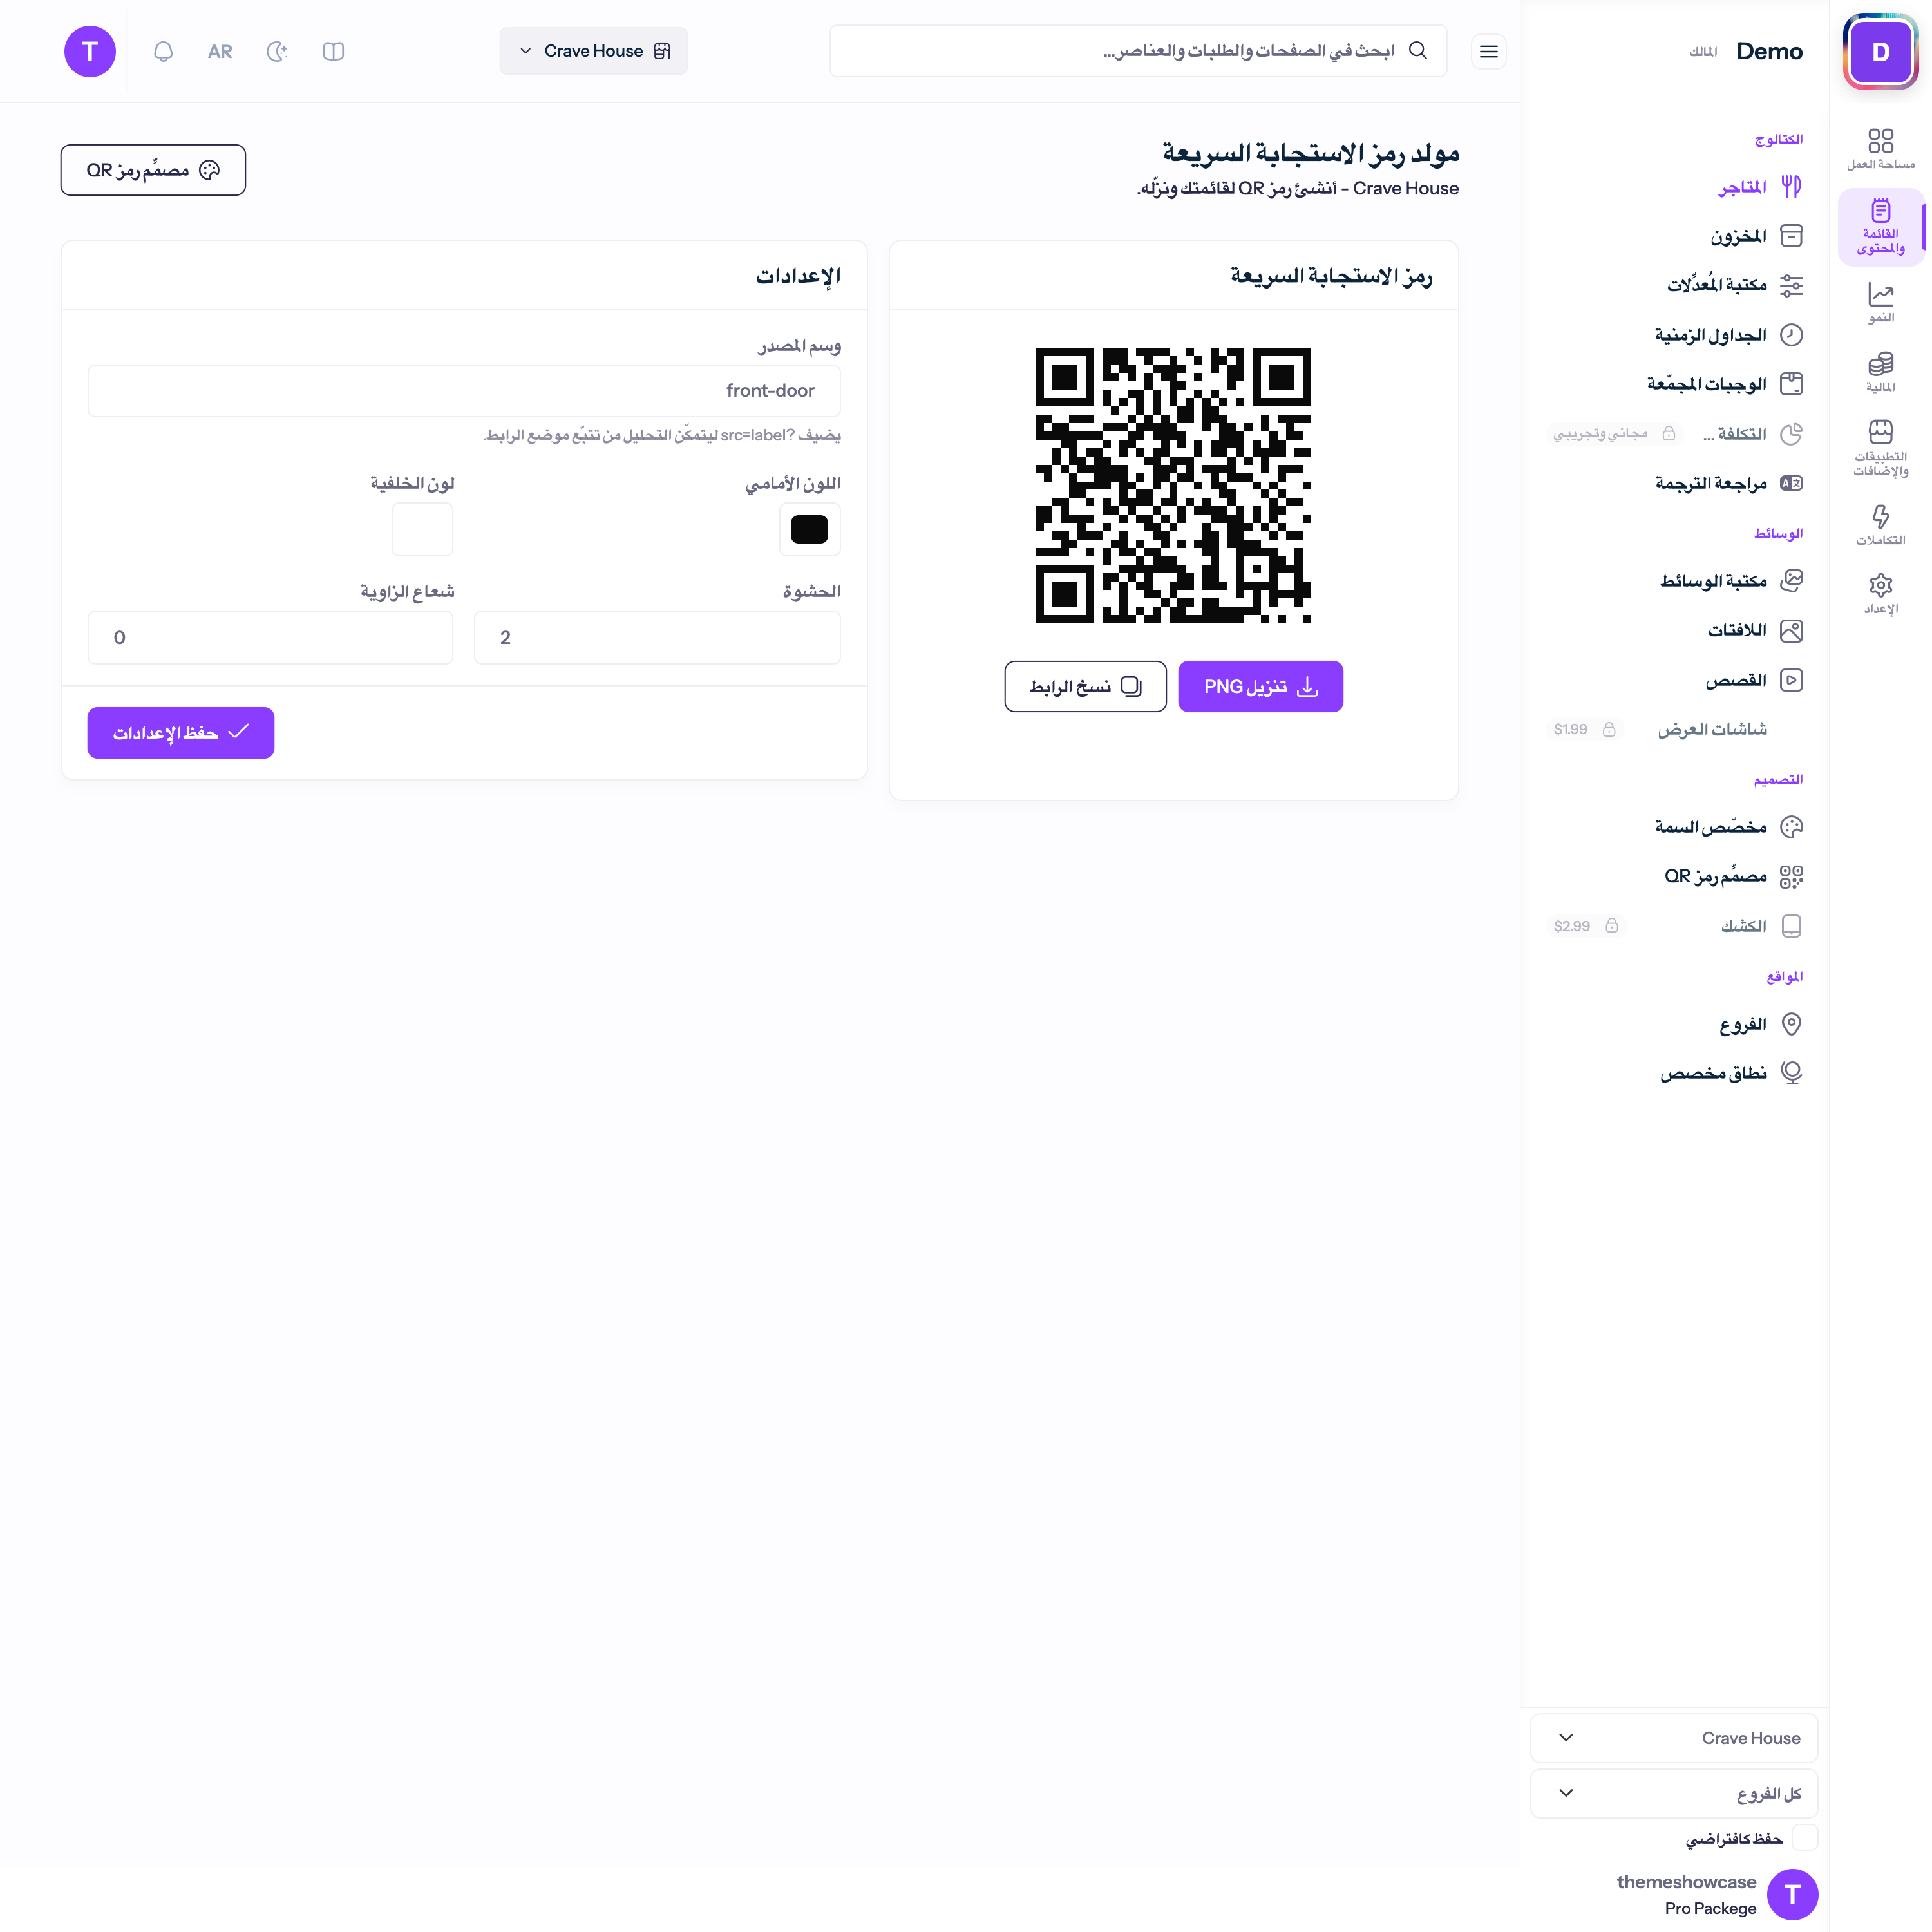 D
مساحة العمل
القائمة
والمحتوى
النمو
المالية
التطبيقات
والإضافات
التكاملات
الإعداد
Demo المالك
الكتالوج
المتاجر
المخزون
مكتبة المُعدِّلات
الجداول الزمنية
الوجبات المجمّعة
التكلفة ... مجاني وتجريبي
مراجعة الترجمة
الوسائط
مكتبة الوسائط
اللافتات
القصص
شاشات العرض $1.99
التصميم
مخصّص السمة
مصمِّم رمز QR
الكشك $2.99
المواقع
الفروع
نطاق مخصص
Crave House
كل الفروع
حفظ كافتراضي
themeshowcase
Pro Packege
T
ابحث في الصفحات والطلبات والعناصر...
Crave House
AR
T
مولد رمز الاستجابة السريعة
Crave House - أنشئ رمز QR لقائمتك ونزّله.
مصمِّم رمز QR
رمز الاستجابة السريعة
تنزيل PNG
نسخ الرابط
الإعدادات
وسم المصدر
front-door
يضيف ?src=label ليتمكّن التحليل من تتبّع موضع الرابط.
اللون الأمامي
لون الخلفية
الحشوة
شعاع الزاوية
2
0
حفظ الإعدادات